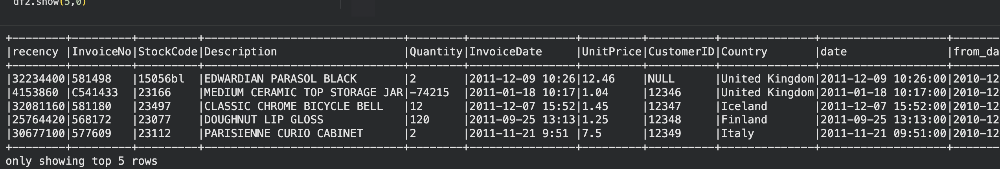 df2.show(5,0)
+--------+---------+---------+------------------------------+--------+----------------+---------+----------+--------------+-------------------+-------
|recency |InvoiceNo|StockCode|Description                   |Quantity|InvoiceDate     |UnitPrice|CustomerID|Country       |date               |from_da
+--------+---------+---------+------------------------------+--------+----------------+---------+----------+--------------+-------------------+-------
|32234400|581498   |15056bl  |EDWARDIAN PARASOL BLACK       |2       |2011-12-09 10:26|12.46    |NULL      |United Kingdom|2011-12-09 10:26:00|2010-12
|4153860 |C541433  |23166    |MEDIUM CERAMIC TOP STORAGE JAR|-74215  |2011-01-18 10:17|1.04     |12346     |United Kingdom|2011-01-18 10:17:00|2010-12
|32081160|581180   |23497    |CLASSIC CHROME BICYCLE BELL   |12      |2011-12-07 15:52|1.45     |12347     |Iceland       |2011-12-07 15:52:00|2010-12
|25764420|568172   |23077    |DOUGHNUT LIP GLOSS            |120     |2011-09-25 13:13|1.25     |12348     |Finland       |2011-09-25 13:13:00|2010-12
|30677100|577609   |23112    |PARISIENNE CURIO CABINET      |2       |2011-11-21 9:51 |7.5      |12349     |Italy         |2011-11-21 09:51:00|2010-12
+--------+---------+---------+------------------------------+--------+----------------+---------+----------+--------------+-------------------+-------
only showing top 5 rows